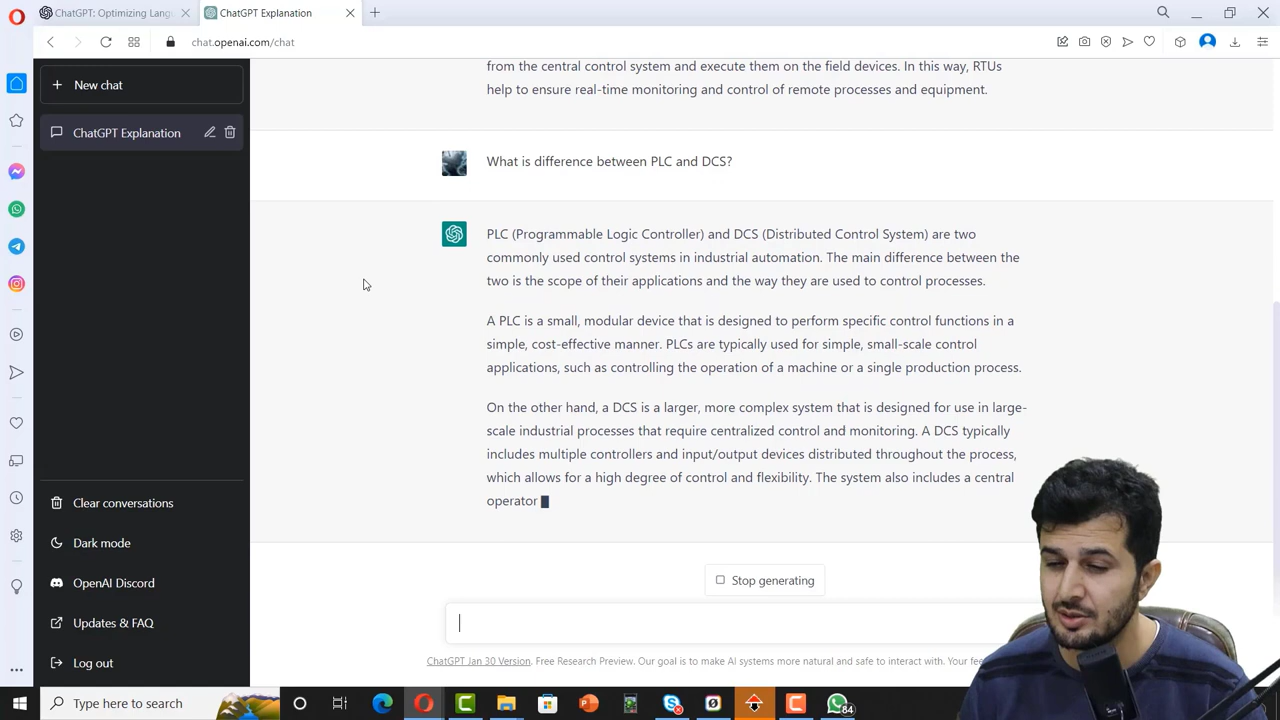 ChatGPT: Optimizing Lang
ChatGPT Explanation
chat.openai.com/chat
New chat
ChatGPT Explanation
from the central control system and execute them on the field devices. In this way, RTUs
help to ensure real-time monitoring and control of remote processes and equipment.
What is difference between PLC and DCS?
PLC (Programmable Logic Controller) and DCS (Distributed Control System) are two
commonly used control systems in industrial automation. The main difference between the
two is the scope of their applications and the way they are used to control processes.
A PLC is a small, modular device that is designed to perform specific control functions in a
simple, cost-effective manner. PLCs are typically used for simple, small-scale control
applications, such as controlling the operation of a machine or a single production process.
On the other hand, a DCS is a larger, more complex system that is designed for use in large-
scale industrial processes that require centralized control and monitoring. A DCS typically
includes multiple controllers and input/output devices distributed throughout the process,
which allows for a high degree of control and flexibility. The system also includes a central
operator
Clear conversations
Dark mode
OpenAI Discord
Updates & FAQ
Log out
Stop generating
ChatGPT Jan 30 Version. Free Research Preview. Our goal is to make AI systems more natural and safe to interact with. Your fee
Type here to search
84